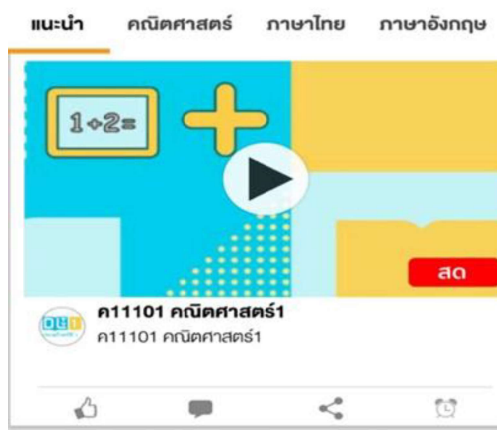 แนะนำ คณิตศาสตร์ ภาษาไทย ภาษาอังกฤษ
1+2=
สด
ค11101 คณิตศาสตร์1
ค11101 คณิตศาสตร์1